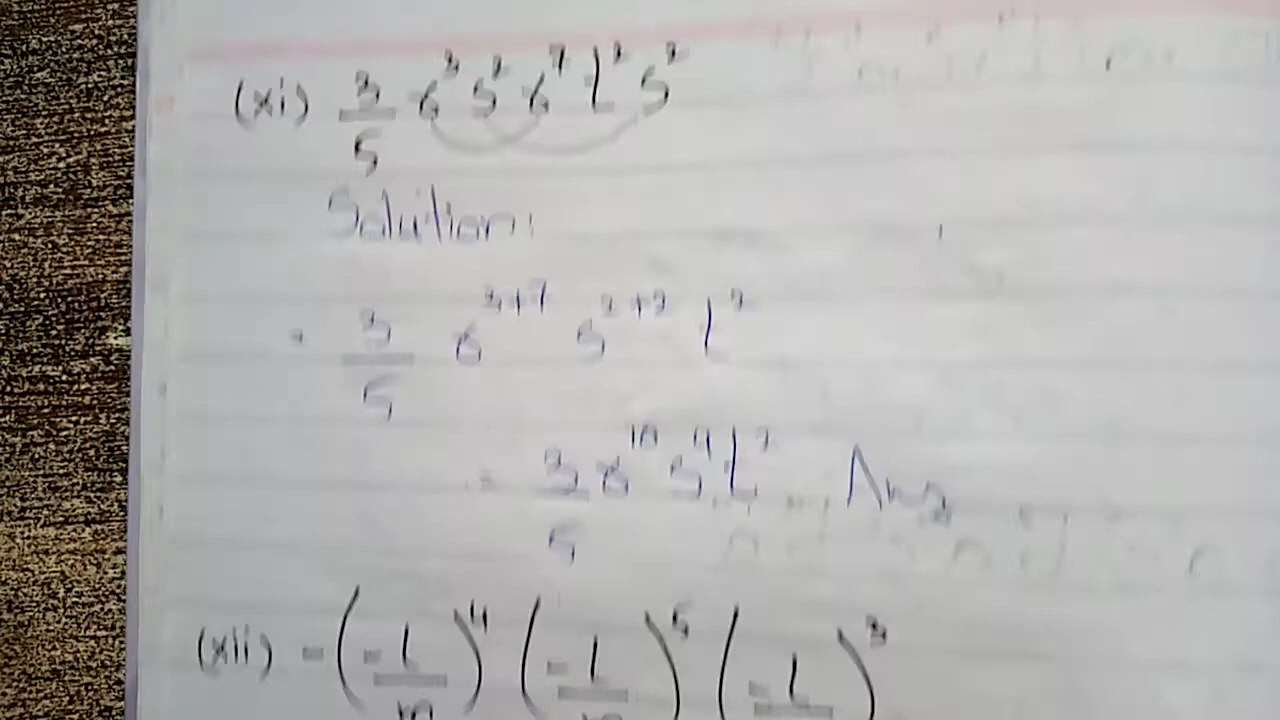 (xi) 3/5 6³ 5² 6⁷ l² 5²
Solution:
= 3/5 6³⁺⁷ 5²⁺² l²
= 3/5 6¹⁰ 5⁴ l² Ans
(xii) -(-l/m)⁴ (-l/m)⁵ (-l/
)³